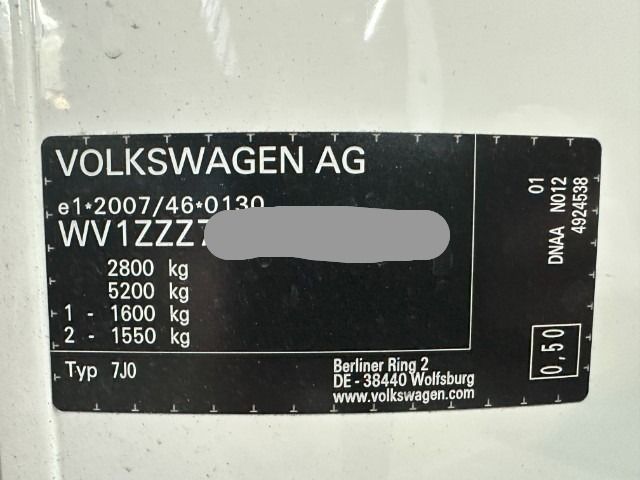 VOLKSWAGEN AG
e1*2007/46*0130
WV1ZZZ7
2800 kg
5200 kg
1 - 1600 kg
2 - 1550 kg
Typ 7J0
Berliner Ring 2
DE - 38440 Wolfsburg
www.volkswagen.com
01
DNAA N012
4924538
0,50